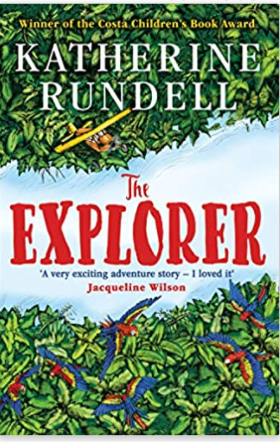 Winner of the Costa Children's Book Award
KATHERINE
RUNDELL
The
EXPLORER
'A very exciting adventure story – I loved it'
Jacqueline Wilson